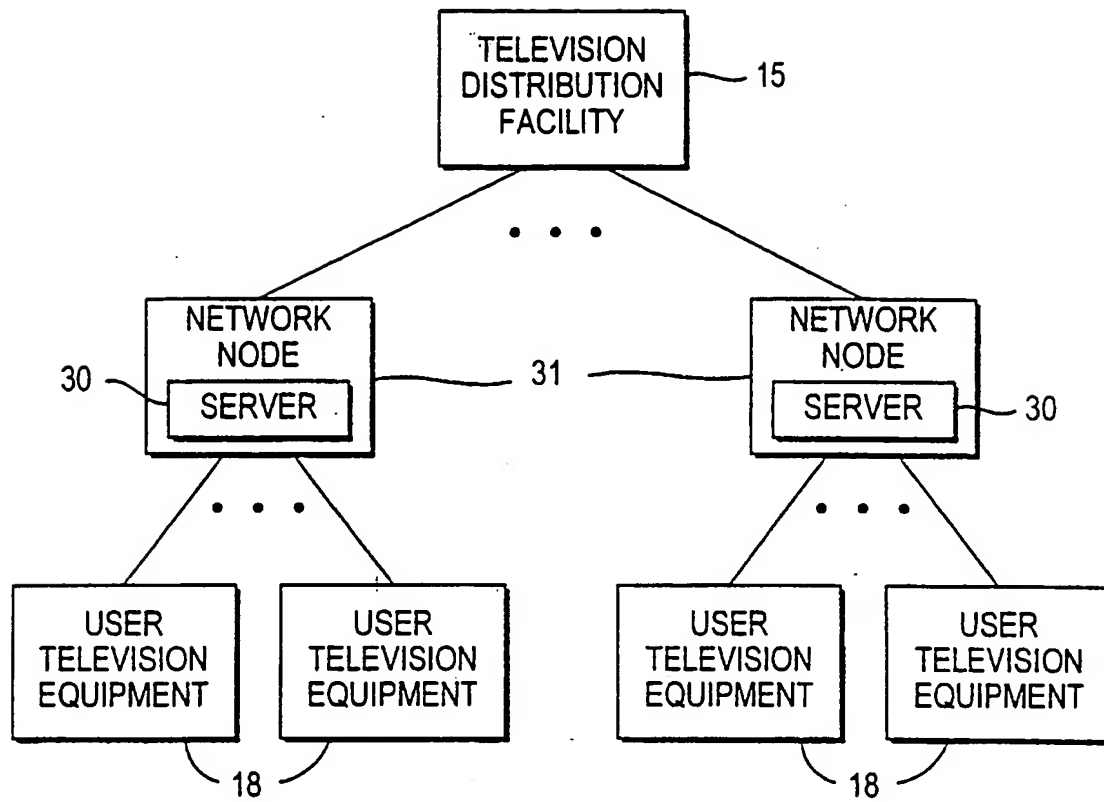 TELEVISION
DISTRIBUTION
FACILITY
15
NETWORK
NODE
SERVER
30
31
NETWORK
NODE
SERVER
30
USER
TELEVISION
EQUIPMENT
USER
TELEVISION
EQUIPMENT
18
USER
TELEVISION
EQUIPMENT
USER
TELEVISION
EQUIPMENT
18